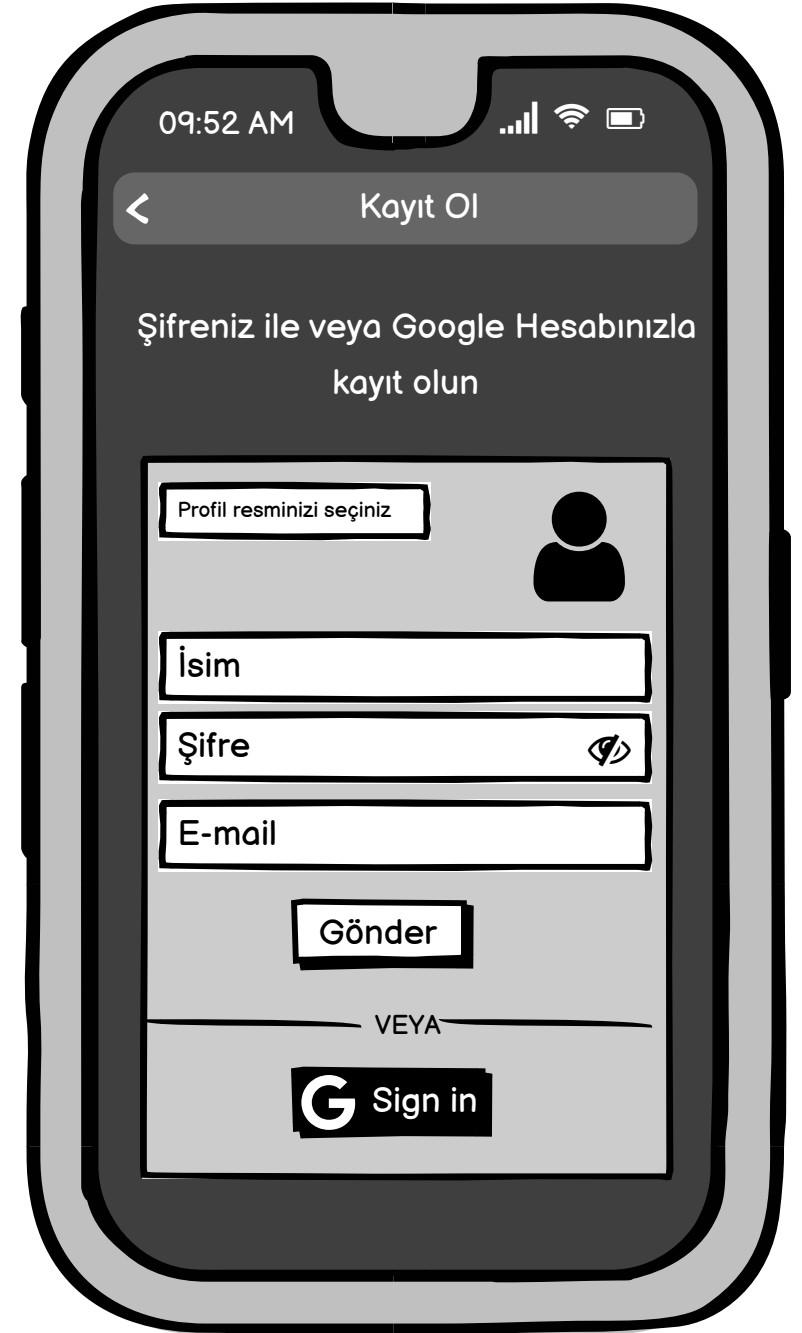 09:52 AM
Kayıt Ol
Şifreniz ile veya Google Hesabınızla
kayıt olun
Profil resminizi seçiniz
İsim
Şifre
E-mail
Gönder
VEYA
G Sign in